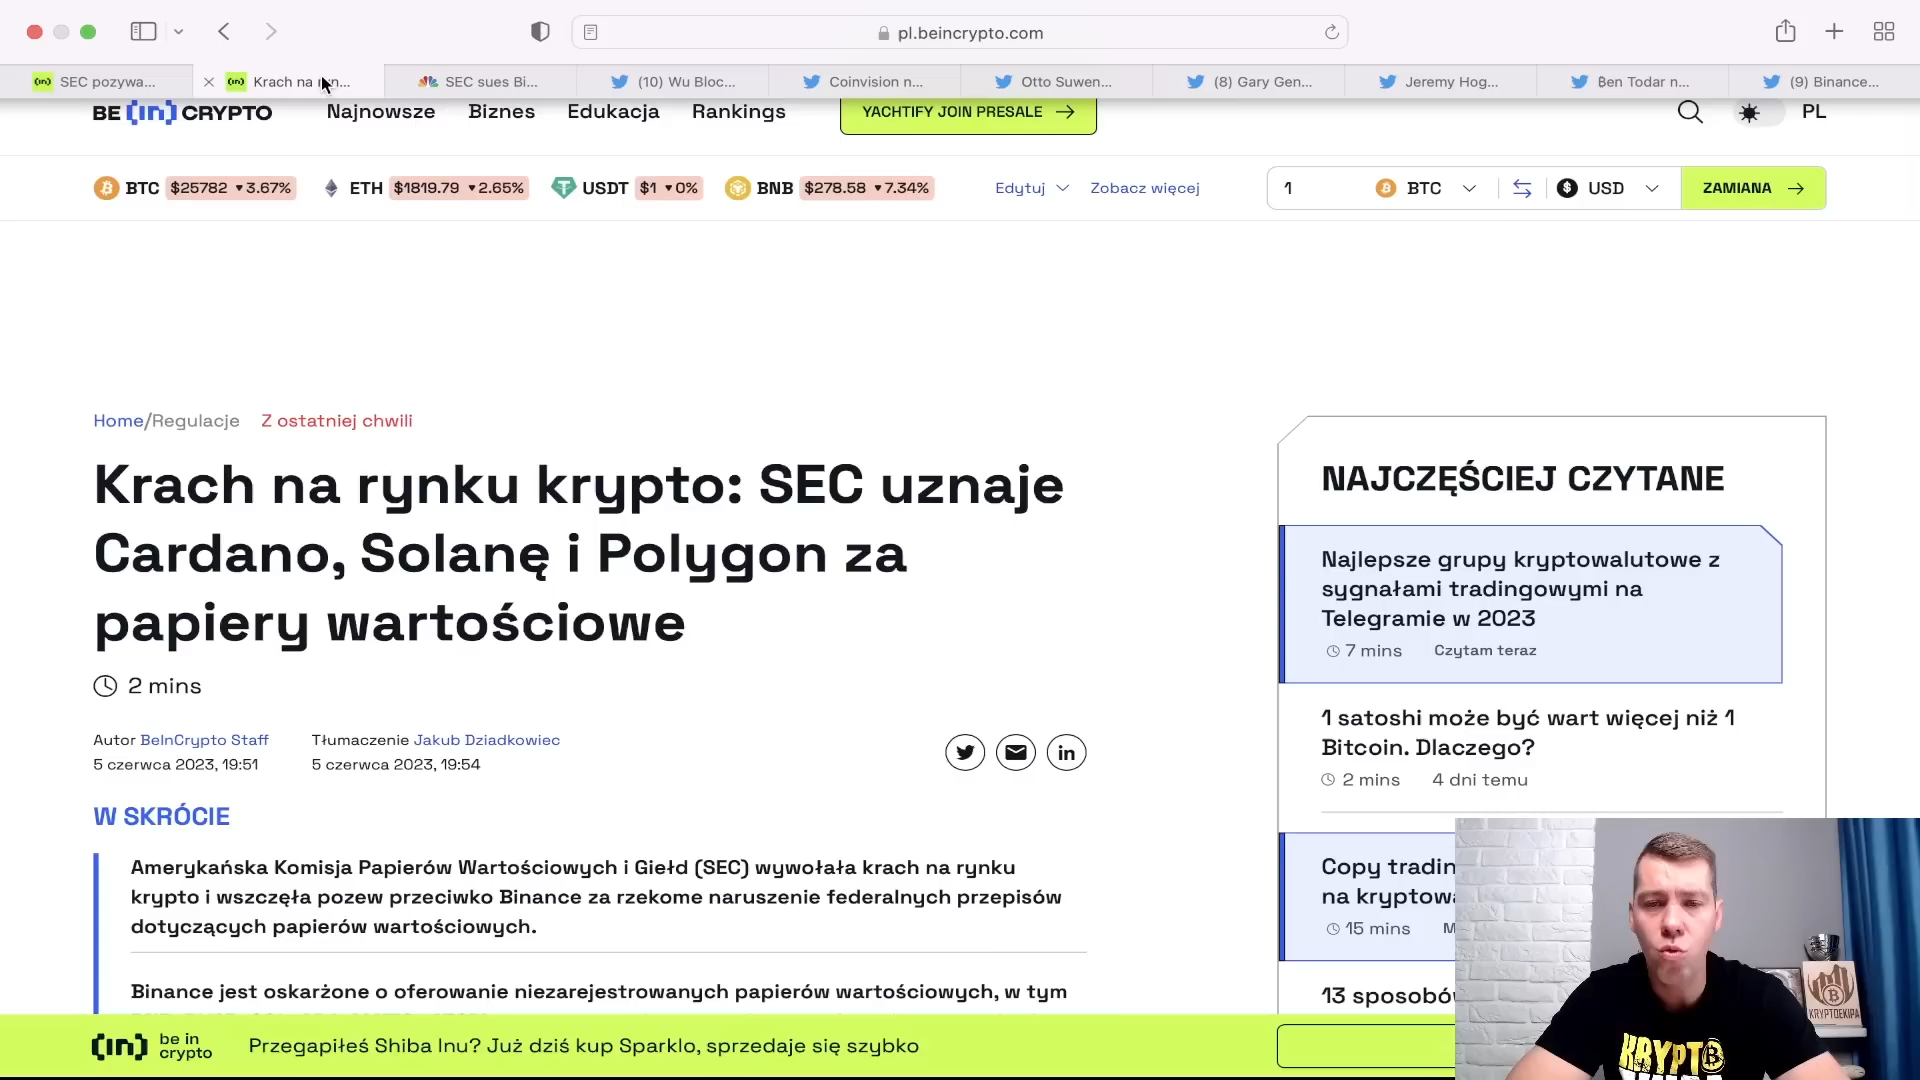 pl.beincrypto.com
SEC pozywa...
Krach na ryn...
SEC sues Bi...
(10) Wu Bloc...
Coinvision n...
Otto Suwen...
(8) Gary Gen...
Jeremy Hog...
Ben Todar n...
(9) Binance...
BE [in] CRYPTO
Najnowsze
Biznes
Edukacja
Rankings
YACHTIFY JOIN PRESALE →
PL
BTC $25782 ▾3.67%
ETH $1819.79 ▾2.65%
USDT $1 ▾0%
BNB $278.58 ▾7.34%
Edytuj
Zobacz więcej
1
BTC
USD
ZAMIANA →
Home/Regulacje Z ostatniej chwili
Krach na rynku krypto: SEC uznaje
Cardano, Solanę i Polygon za
papiery wartościowe
2 mins
Autor BeInCrypto Staff
5 czerwca 2023, 19:51
Tłumaczenie Jakub Dziadkowiec
5 czerwca 2023, 19:54
in
W SKRÓCIE
Amerykańska Komisja Papierów Wartościowych i Giełd (SEC) wywołała krach na rynku
krypto i wszczęła pozew przeciwko Binance za rzekome naruszenie federalnych przepisów
dotyczących papierów wartościowych.
Binance jest oskarżone o oferowanie niezarejestrowanych papierów wartościowych, w tym
NAJCZĘŚCIEJ CZYTANE
Najlepsze grupy kryptowalutowe z
sygnałami tradingowymi na
Telegramie w 2023
7 mins Czytam teraz
1 satoshi może być wart więcej niż 1
Bitcoin. Dlaczego?
2 mins 4 dni temu
Copy tradin
na kryptow
15 mins
13 sposobó
[in] be in
crypto
Przegapiłeś Shiba Inu? Już dziś kup Sparklo, sprzedaje się szybko
KRYPTOEKIPA
KRYPTO